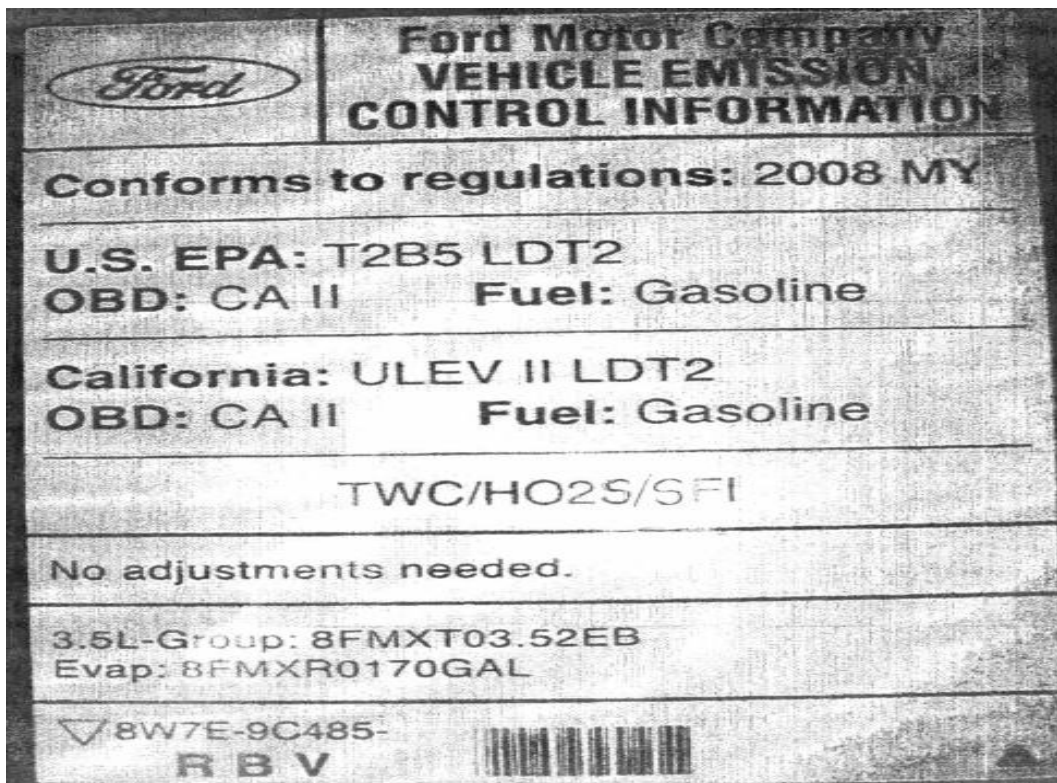 Ford
Ford Motor Company
VEHICLE EMISSION
CONTROL INFORMATION
Conforms to regulations: 2008 MY
U.S. EPA: T2B5 LDT2
OBD: CA II Fuel: Gasoline
California: ULEV II LDT2
OBD: CA II Fuel: Gasoline
TWC/HO2S/SFI
No adjustments needed.
3.5L-Group: 8FMXT03.52EB
Evap: 8FMXR0170GAL
8W7E-9C485-
R B V